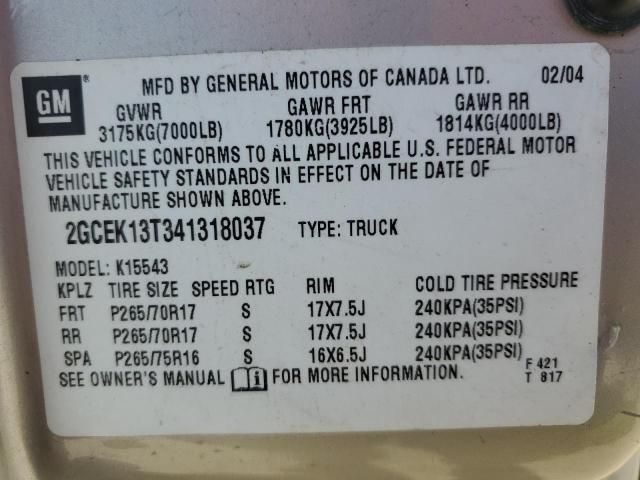 GM ® MFD BY GENERAL MOTORS OF CANADA LTD. 02/04
GVWR GAWR FRT GAWR RR
3175KG(7000LB) 1780KG(3925LB) 1814KG(4000LB)
THIS VEHICLE CONFORMS TO ALL APPLICABLE U.S. FEDERAL MOTOR
VEHICLE SAFETY STANDARDS IN EFFECT ON THE DATE OF
MANUFACTURE SHOWN ABOVE.
2GCEK13T341318037 TYPE: TRUCK
MODEL: K15543
KPLZ TIRE SIZE SPEED RTG RIM COLD TIRE PRESSURE
FRT P265/70R17 S 17X7.5J 240KPA(35PSI)
RR P265/70R17 S 17X7.5J 240KPA(35PSI)
SPA P265/75R16 S 16X6.5J 240KPA(35PSI)
SEE OWNER'S MANUAL i FOR MORE INFORMATION. F 421
T 817